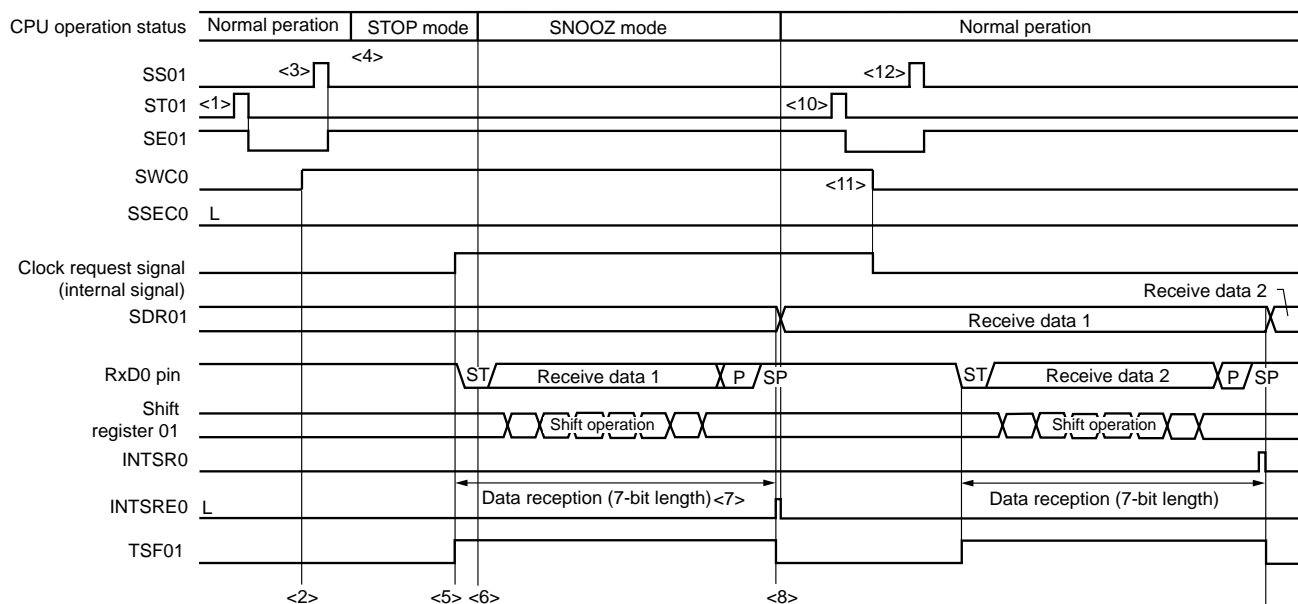 CPU operation status Normal peration STOP mode SNOOZ mode Normal peration
<4>
SS01 <3> <12>
ST01 <1> <10>
SE01
SWC0 <11>
SSEC0 L
Clock request signal
(internal signal)
Receive data 2
SDR01 Receive data 1
RxD0 pin ST Receive data 1 P SP ST Receive data 2 P SP
Shift
register 01 Shift operation Shift operation
INTSR0
Data reception (7-bit length) <7> Data reception (7-bit length)
INTSRE0 L
TSF01
<2> <5> <6> <8>